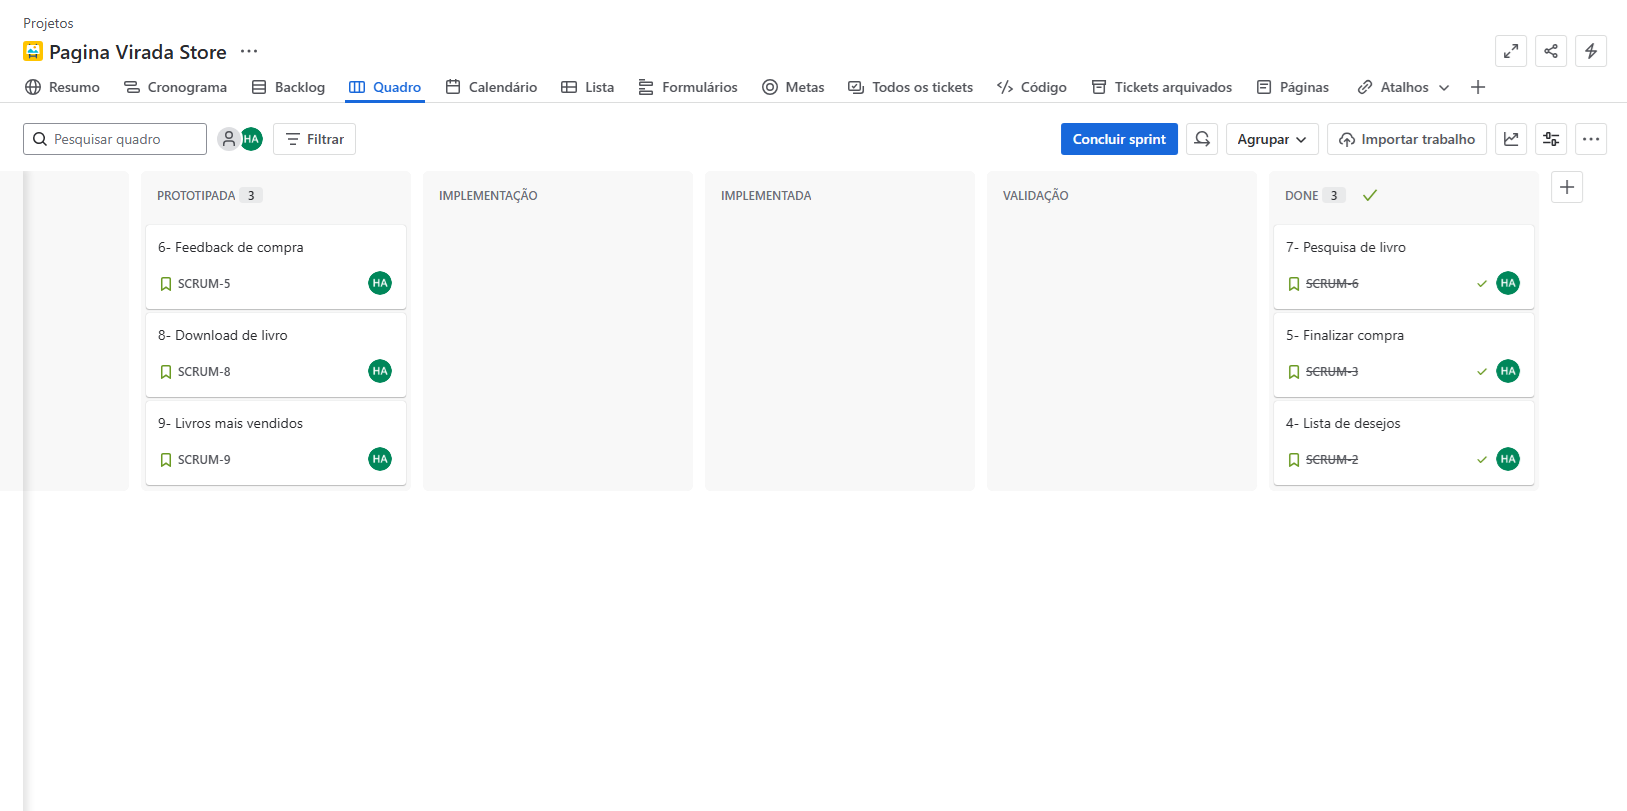 Projetos
Pagina Virada Store
Resumo
Cronograma
Backlog
Quadro
Calendário
Lista
Formulários
Metas
Todos os tickets
Código
Tickets arquivados
Páginas
Atalhos
Pesquisar quadro
HA
Filtrar
Concluir sprint
Agrupar
Importar trabalho
PROTOTIPADA 3
6- Feedback de compra
SCRUM-5
HA
8- Download de livro
SCRUM-8
HA
9- Livros mais vendidos
SCRUM-9
HA
IMPLEMENTAÇÃO
IMPLEMENTADA
VALIDAÇÃO
DONE 3
7- Pesquisa de livro
SCRUM-6
HA
5- Finalizar compra
SCRUM-3
HA
4- Lista de desejos
SCRUM-2
HA